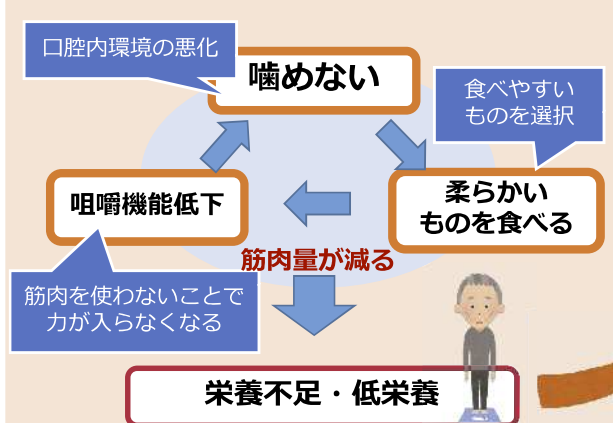 口腔内環境の悪化
噛めない
食べやすい
ものを選択
咀嚼機能低下
柔らかい
ものを食べる
筋肉量が減る
筋肉を使わないことで
力が入らなくなる
栄養不足・低栄養